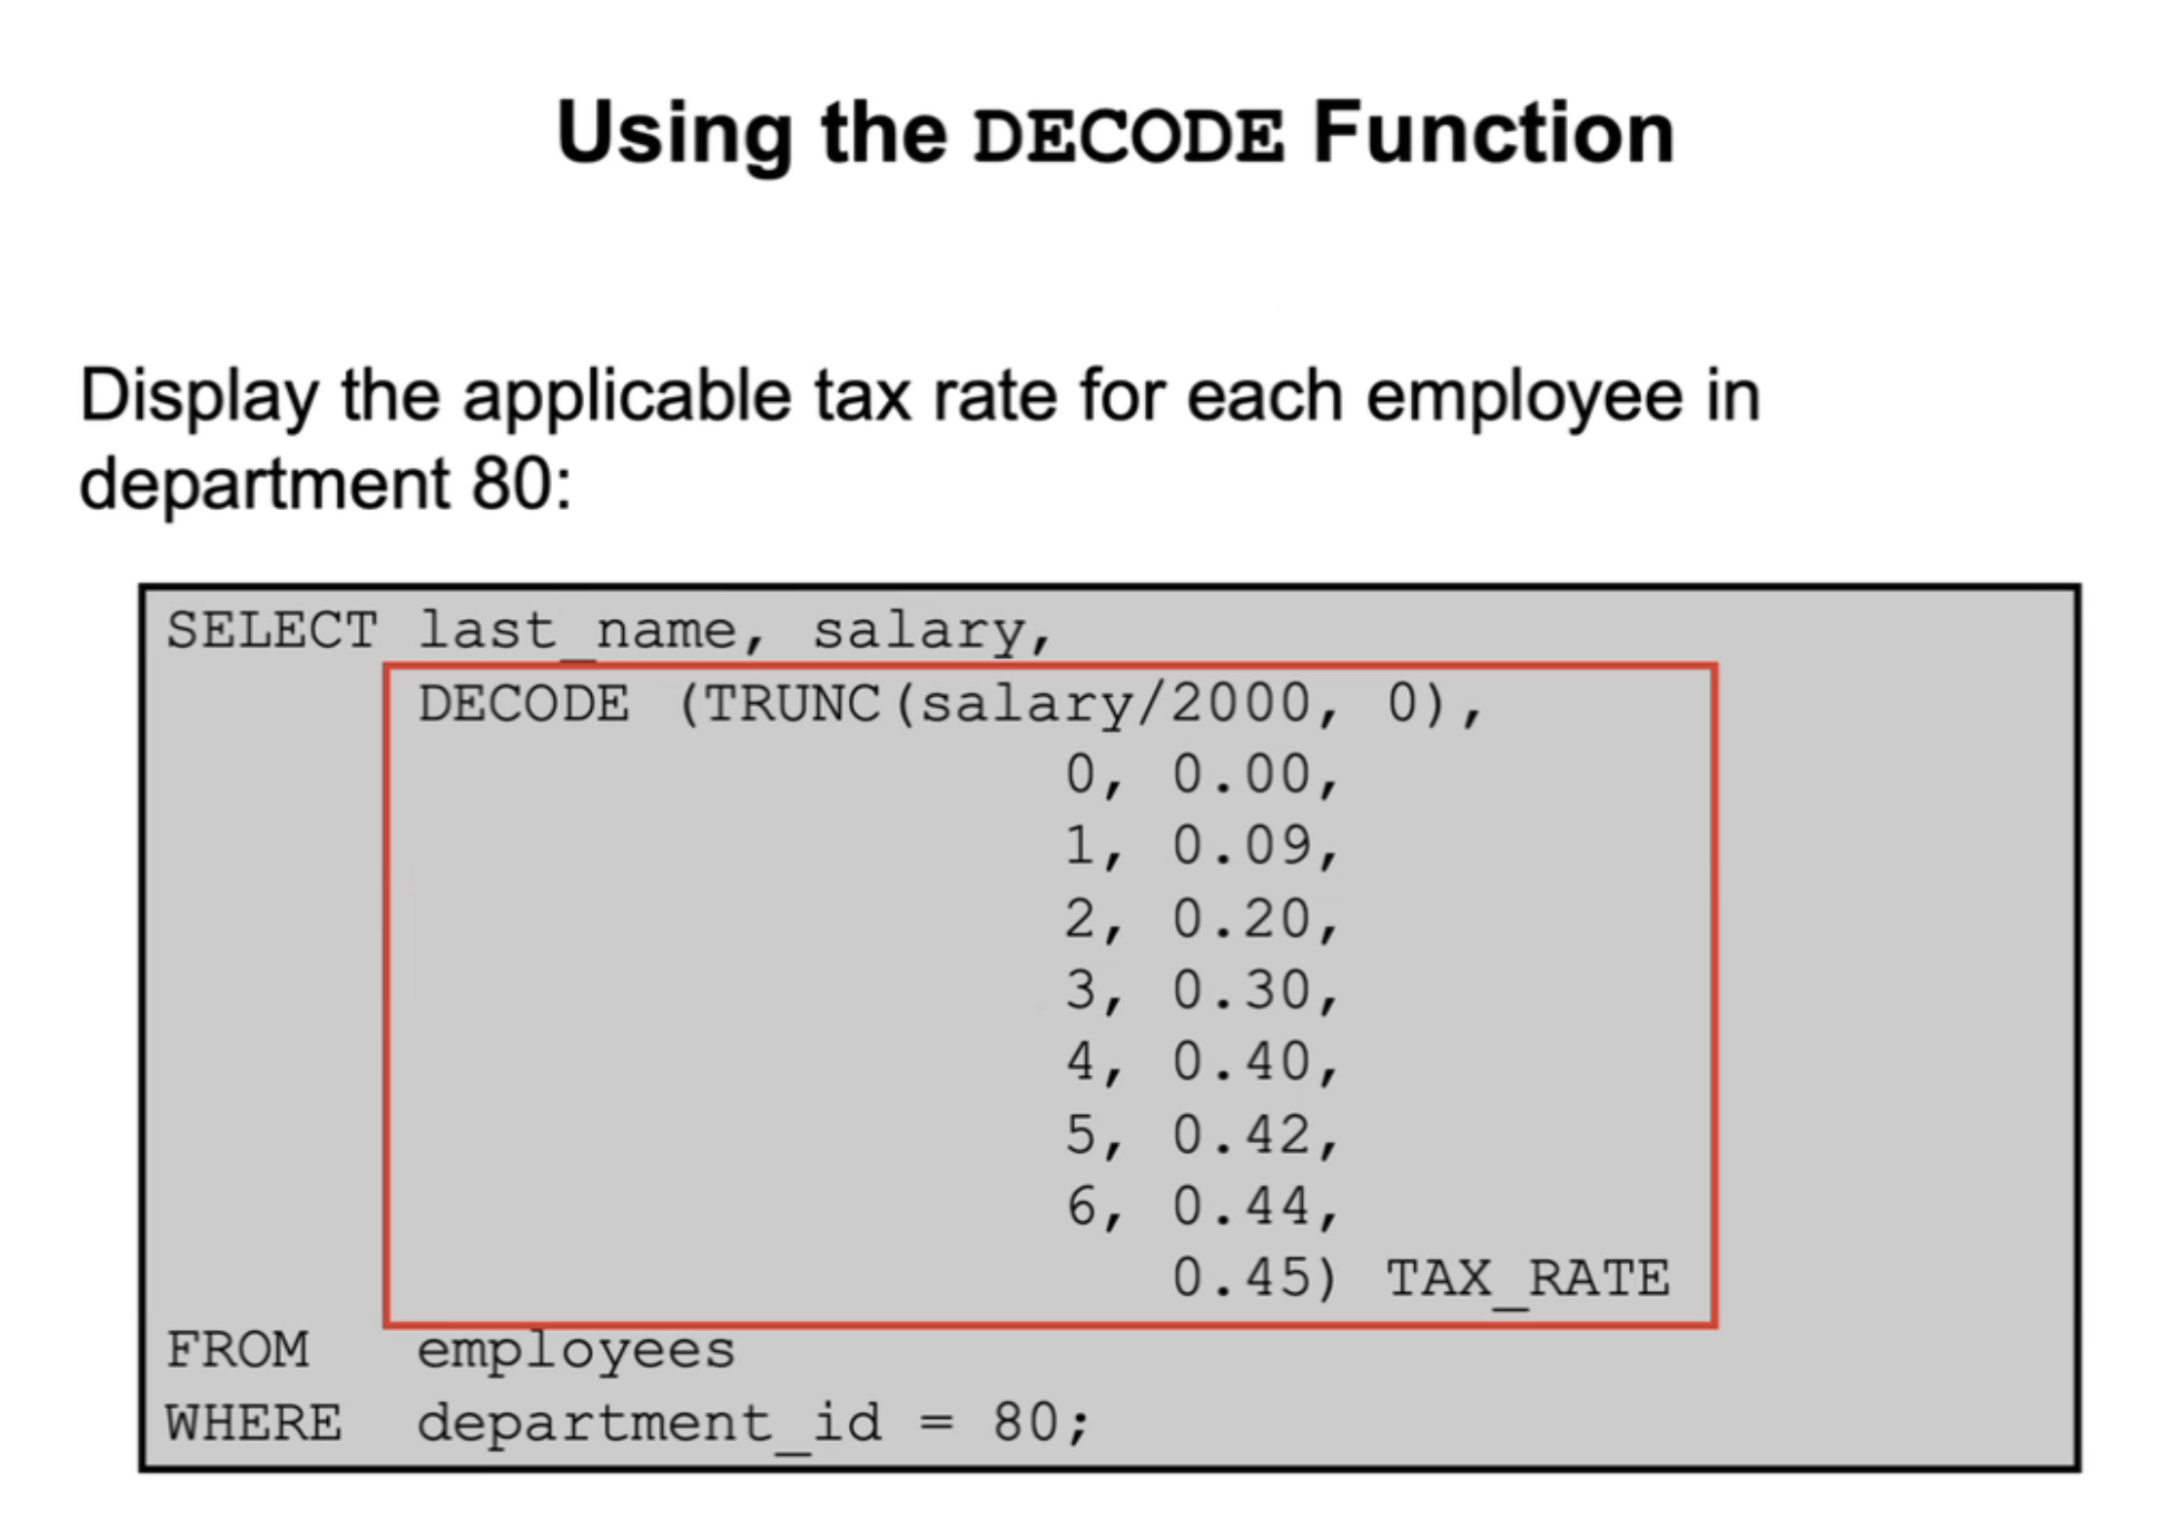 Using the DECODE Function
Display the applicable tax rate for each employee in
department 80:
SELECT last_name, salary,
DECODE (TRUNC(salary/2000, 0),
0, 0.00,
1, 0.09,
2, 0.20,
3, 0.30,
4, 0.40,
5, 0.42,
6, 0.44,
0.45) TAX_RATE
FROM employees
WHERE department_id = 80;